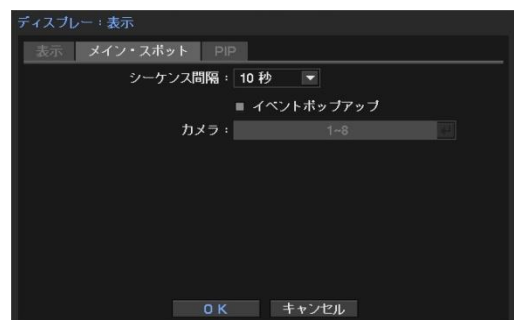 ディスプレー：表示
表示 メイン・スポット PIP
シーケンス間隔： 10 秒
イベントポップアップ
カメラ： 1~8
OK キャンセル